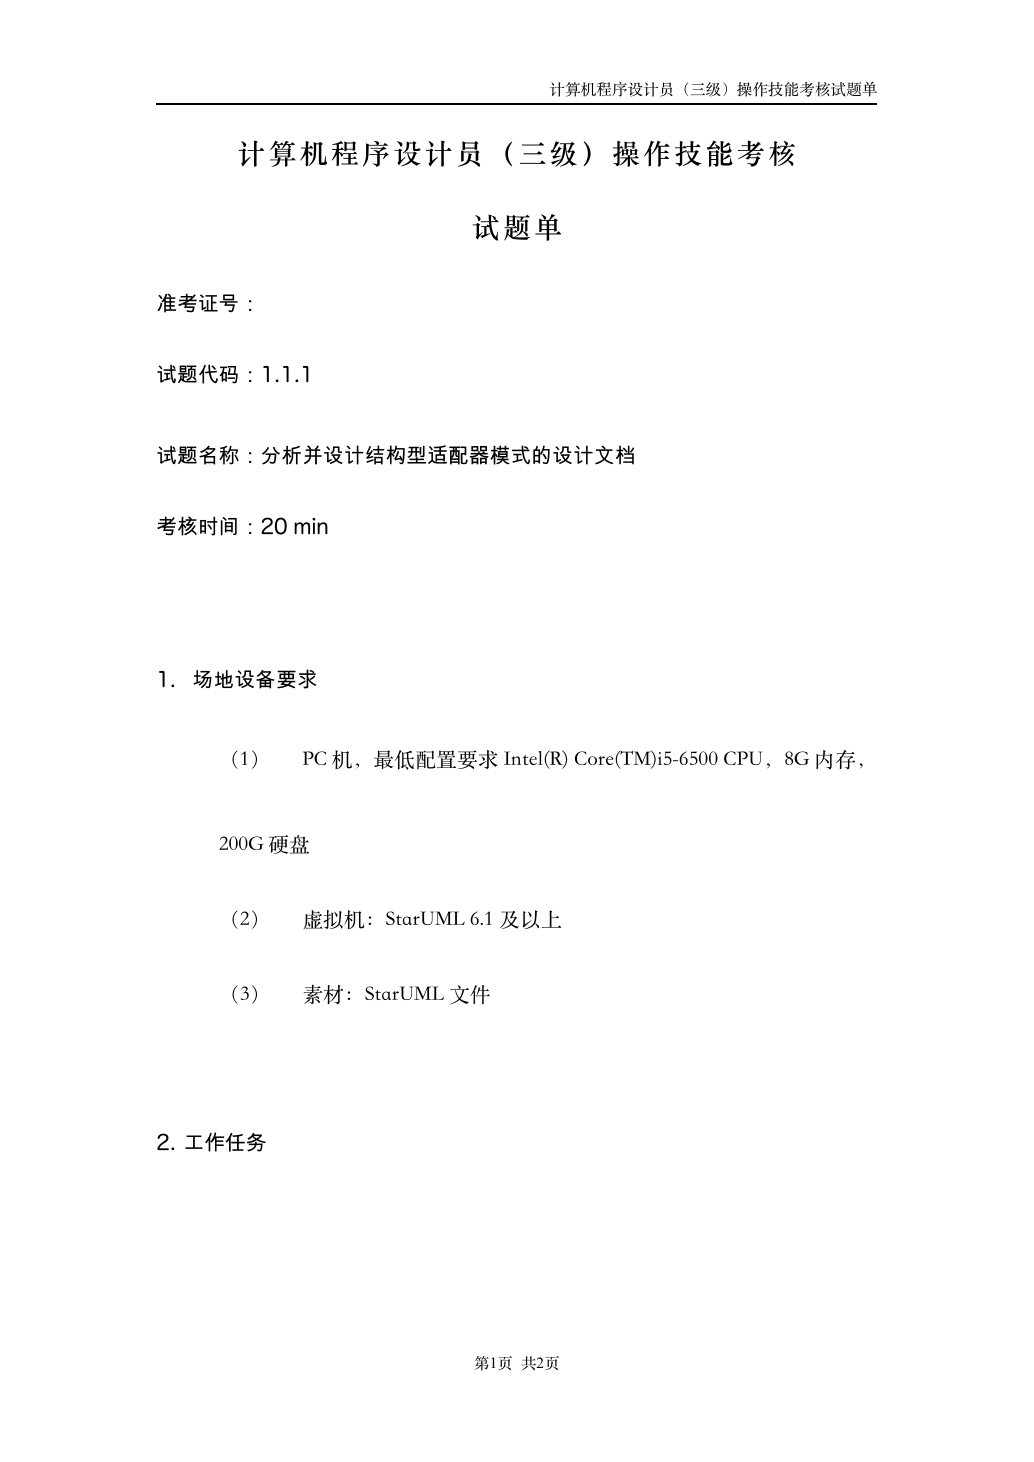 计算机程序设计员（三级）操作技能考核试题单
计算机程序设计员（三级）操作技能考核
试题单
准考证号：
试题代码：1.1.1
试题名称：分析并设计结构型适配器模式的设计文档
考核时间：20 min
1. 场地设备要求
（1） PC 机，最低配置要求 Intel(R) Core(TM)i5-6500 CPU，8G 内存，
200G 硬盘
（2） 虚拟机：StarUML 6.1 及以上
（3） 素材：StarUML 文件
2. 工作任务
第1页 共2页